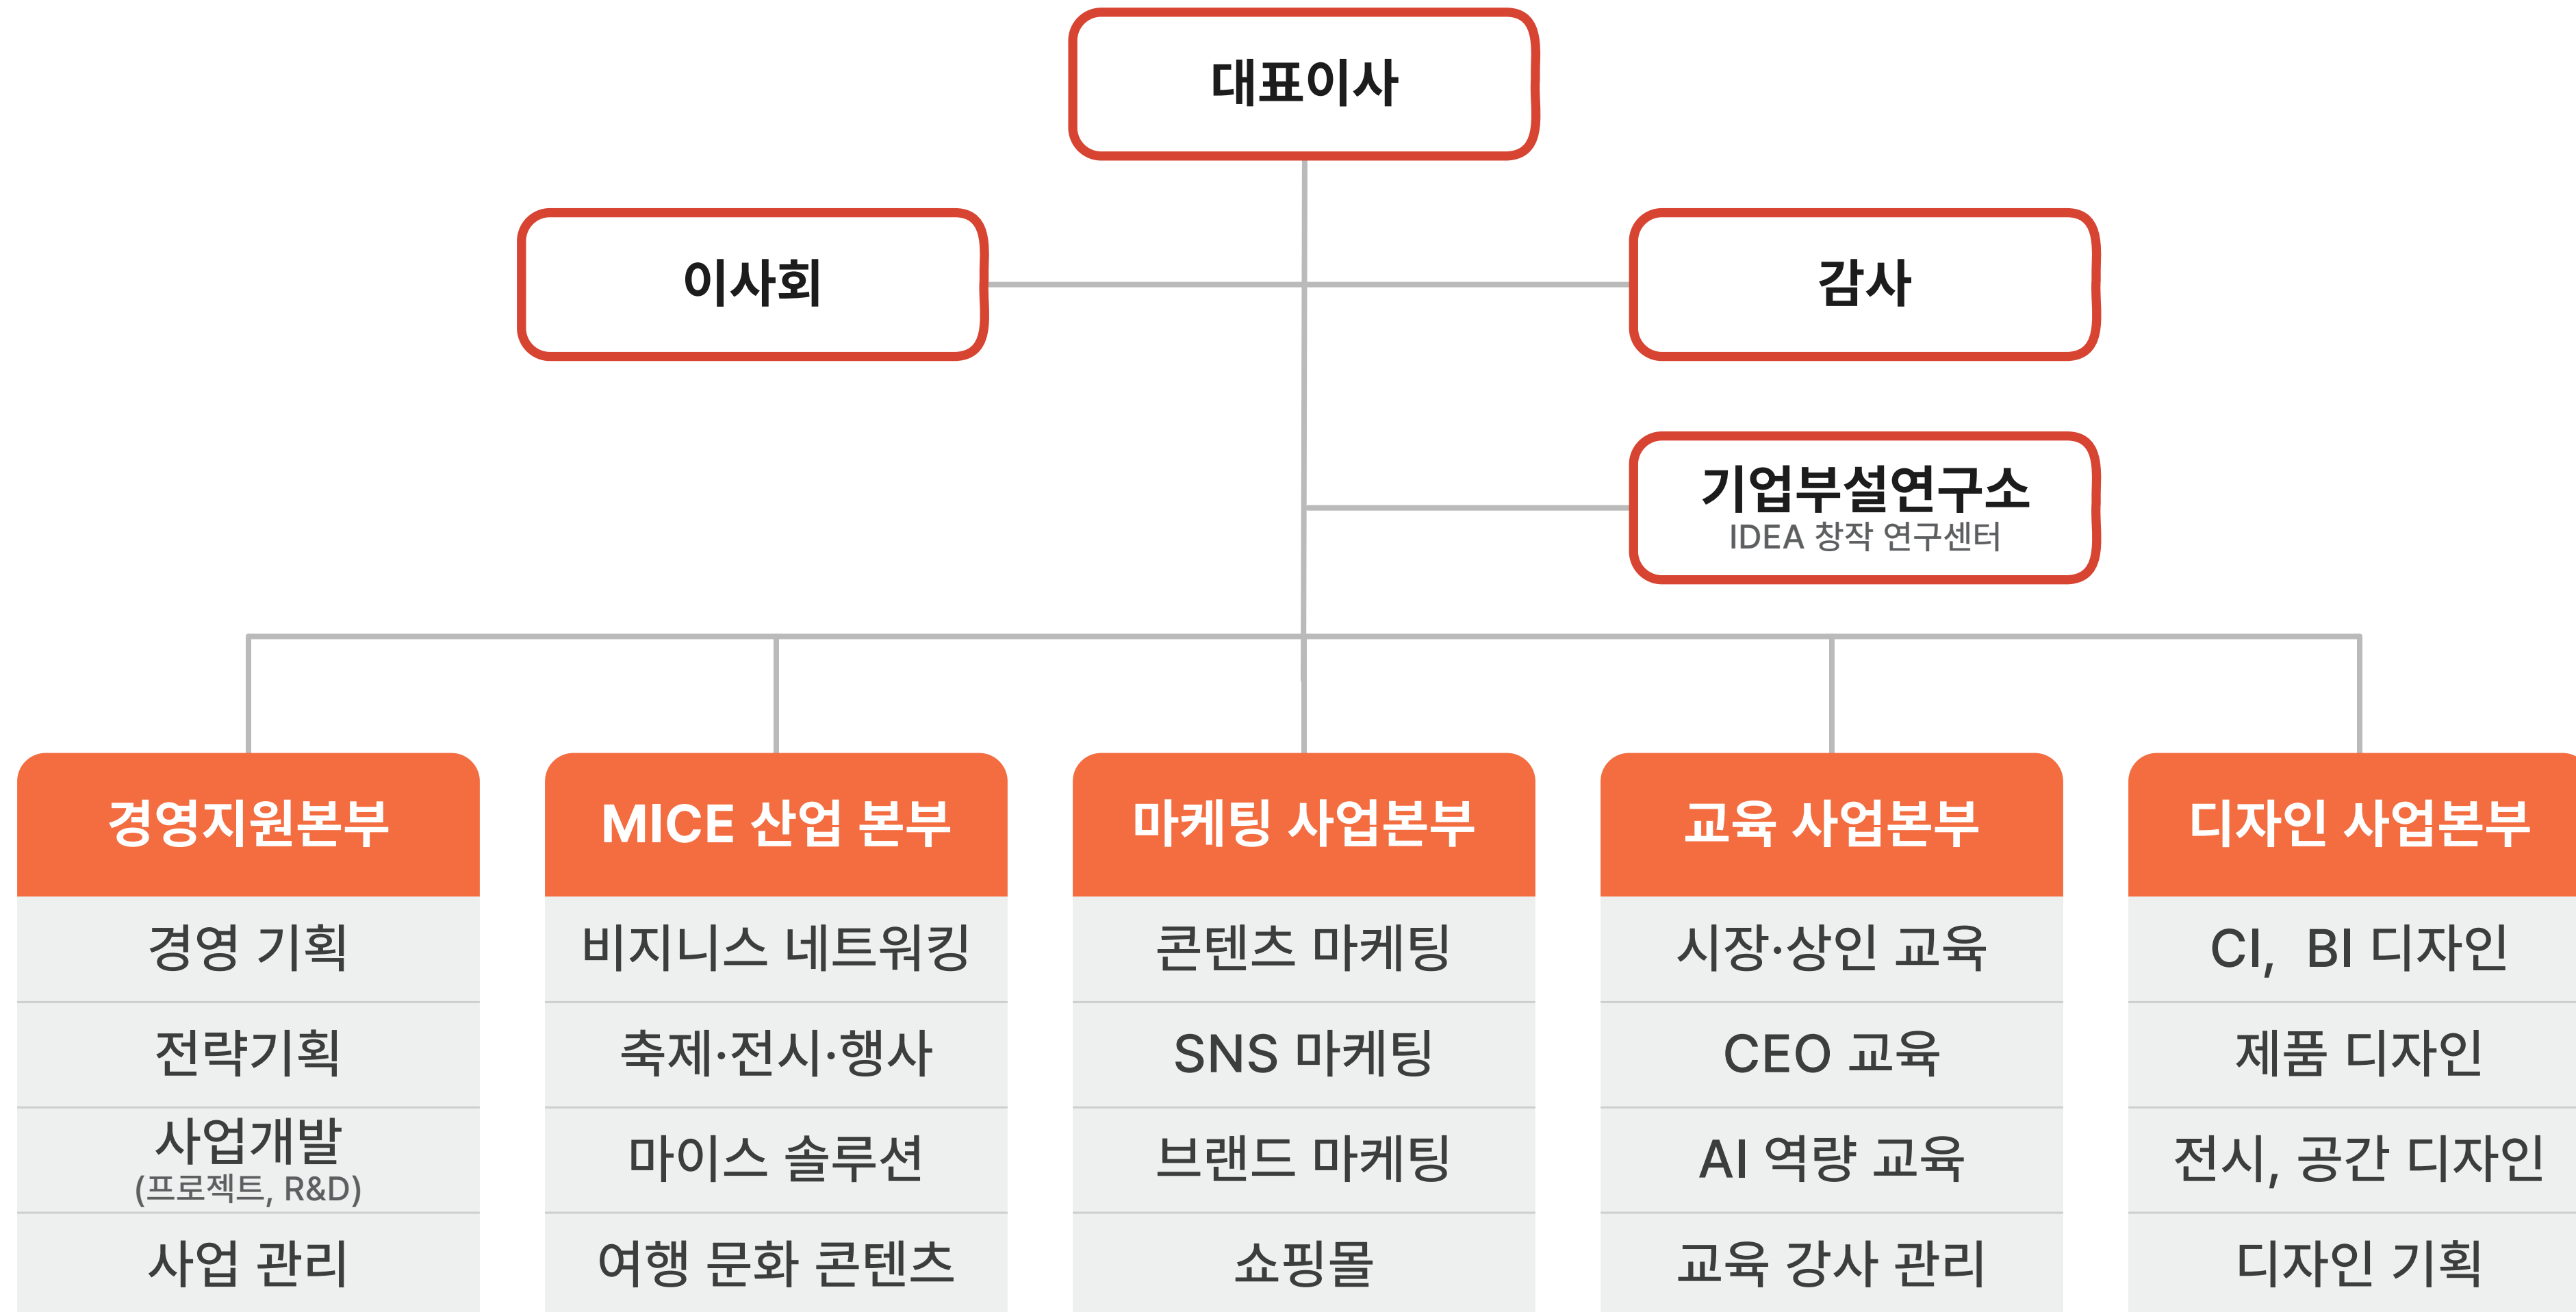 대표이사
이사회
감사
기업부설연구소
IDEA 창작 연구센터
경영지원본부
경영 기획
전략기획
사업개발
(프로젝트, R&D)
사업 관리
MICE 산업 본부
비지니스 네트워킹
축제·전시·행사
마이스 솔루션
여행 문화 콘텐츠
마케팅 사업본부
콘텐츠 마케팅
SNS 마케팅
브랜드 마케팅
쇼핑몰
교육 사업본부
시장·상인 교육
CEO 교육
AI 역량 교육
교육 강사 관리
디자인 사업본부
CI, BI 디자인
제품 디자인
전시, 공간 디자인
디자인 기획